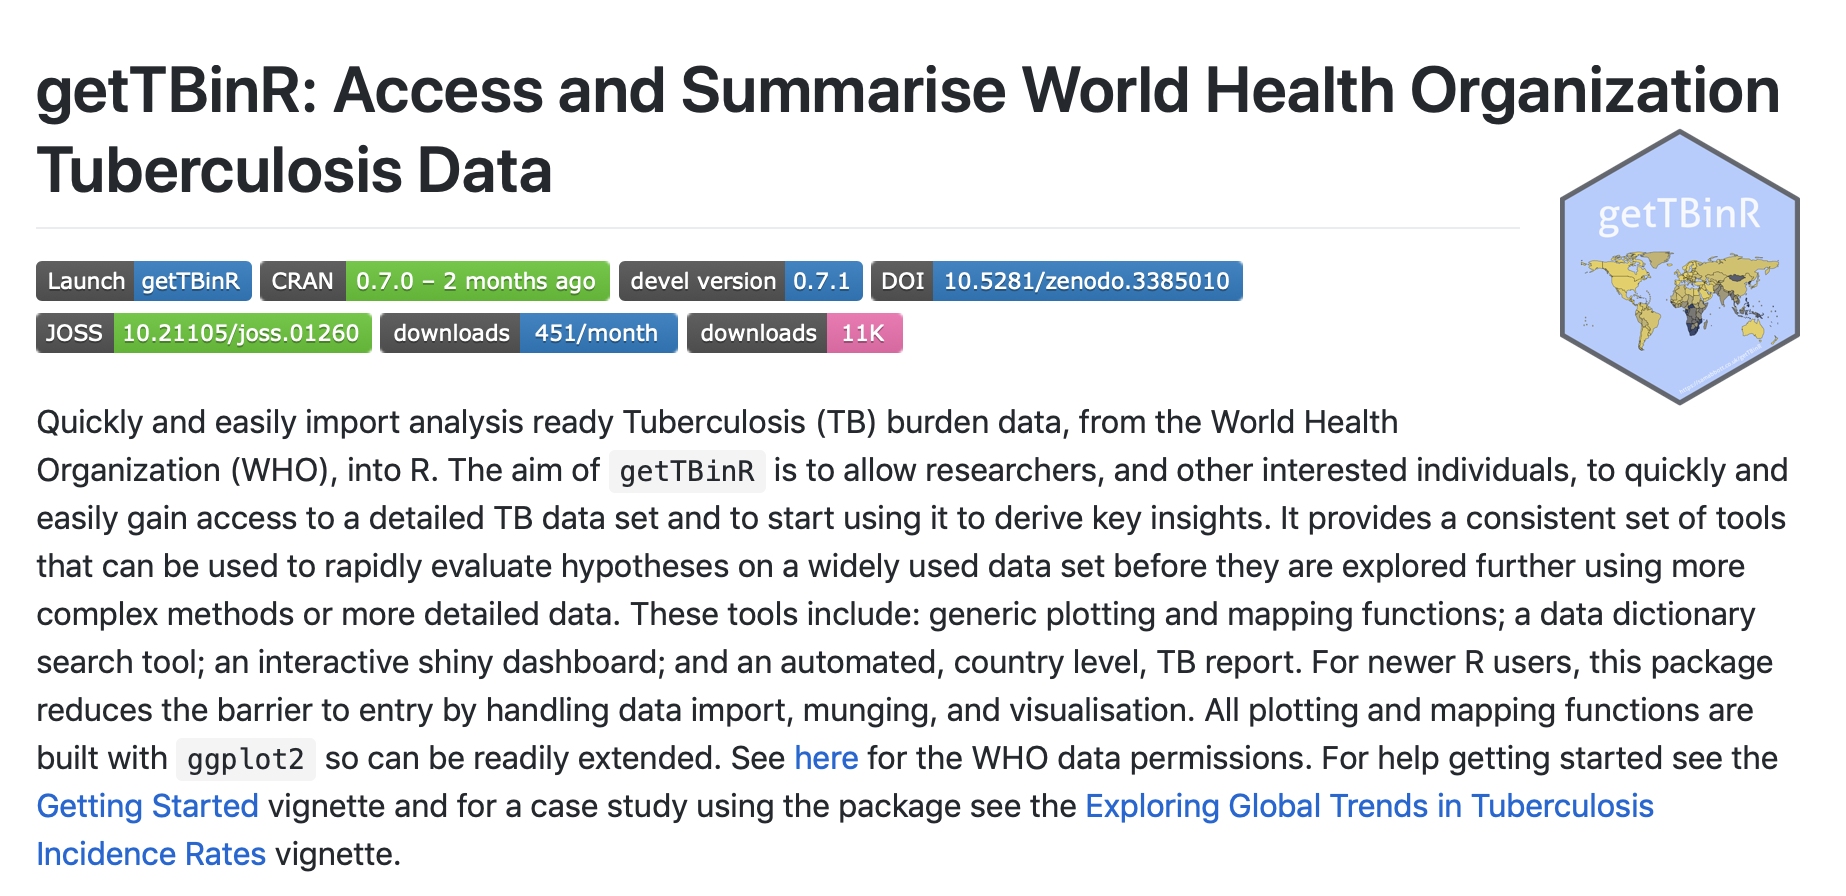 getTBinR: Access and Summarise World Health Organization
Tuberculosis Data
getTBinR
Launch getTBinR CRAN 0.7.0 – 2 months ago devel version 0.7.1 DOI 10.5281/zenodo.3385010
JOSS 10.21105/joss.01260 downloads 451/month downloads 11K
Quickly and easily import analysis ready Tuberculosis (TB) burden data, from the World Health
Organization (WHO), into R. The aim of getTBinR is to allow researchers, and other interested individuals, to quickly and
easily gain access to a detailed TB data set and to start using it to derive key insights. It provides a consistent set of tools
that can be used to rapidly evaluate hypotheses on a widely used data set before they are explored further using more
complex methods or more detailed data. These tools include: generic plotting and mapping functions; a data dictionary
search tool; an interactive shiny dashboard; and an automated, country level, TB report. For newer R users, this package
reduces the barrier to entry by handling data import, munging, and visualisation. All plotting and mapping functions are
built with ggplot2 so can be readily extended. See here for the WHO data permissions. For help getting started see the
Getting Started vignette and for a case study using the package see the Exploring Global Trends in Tuberculosis
Incidence Rates vignette.